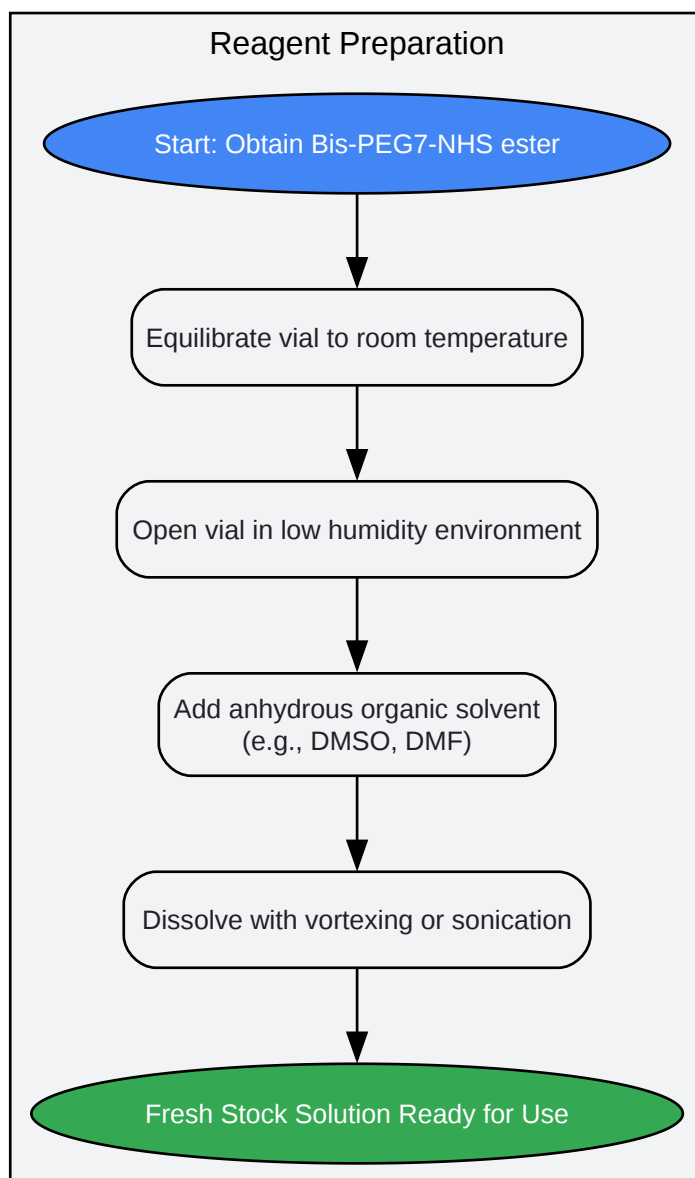 Reagent Preparation
Start: Obtain Bis-PEG7-NHS ester
Equilibrate vial to room temperature
Open vial in low humidity environment
Add anhydrous organic solvent
(e.g., DMSO, DMF)
Dissolve with vortexing or sonication
Fresh Stock Solution Ready for Use